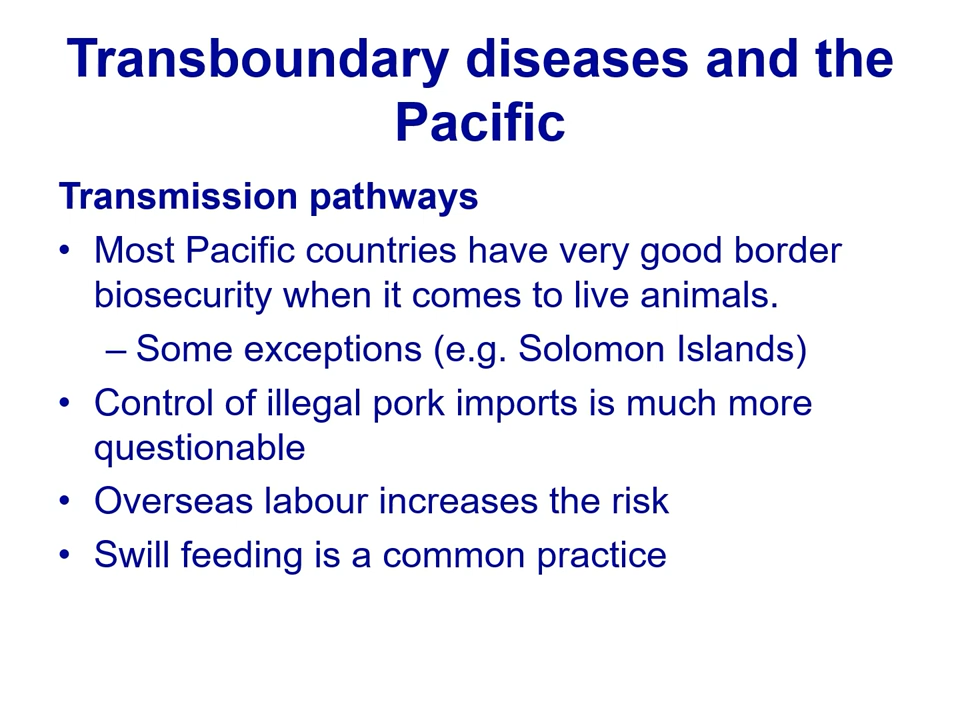 Transboundary diseases and the
Pacific
Transmission pathways
• Most Pacific countries have very good border
biosecurity when it comes to live animals.
– Some exceptions (e.g. Solomon Islands)
• Control of illegal pork imports is much more
questionable
• Overseas labour increases the risk
• Swill feeding is a common practice